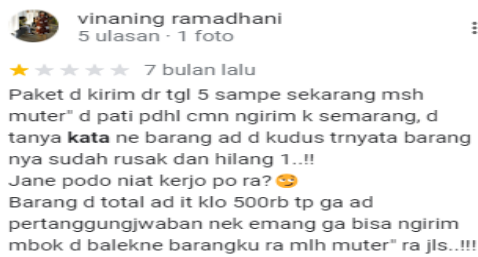 vinaning ramadhani
5 ulasan · 1 foto
7 bulan lalu
Paket d kirim dr tgl 5 sampe sekarang msh
muter" d pati pdhl cmn ngirim k semarang, d
tanya kata ne barang ad d kudus trnyata barang
nya sudah rusak dan hilang 1..!!
Jane podo niat kerjo po ra?😏
Barang d total ad it klo 500rb tp ga ad
pertanggungjwaban nek emang ga bisa ngirim
mbok d balekne barangku ra mlh muter" ra jls..!!!